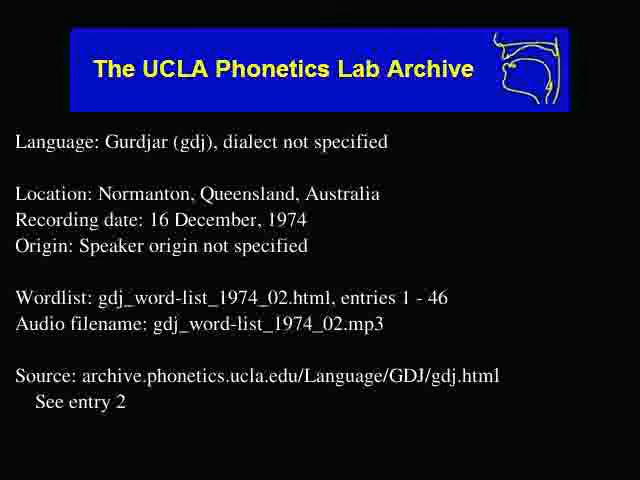 The UCLA Phonetics Lab Archive
Language: Gurdjar (gdj), dialect not specified
Location: Normanton, Queensland, Australia
Recording date: 16 December, 1974
Origin: Speaker origin not specified
Wordlist: gdj_word-list_1974_02.html, entries 1 - 46
Audio filename: gdj_word-list_1974_02.mp3
Source: archive.phonetics.ucla.edu/Language/GDJ/gdj.html
See entry 2